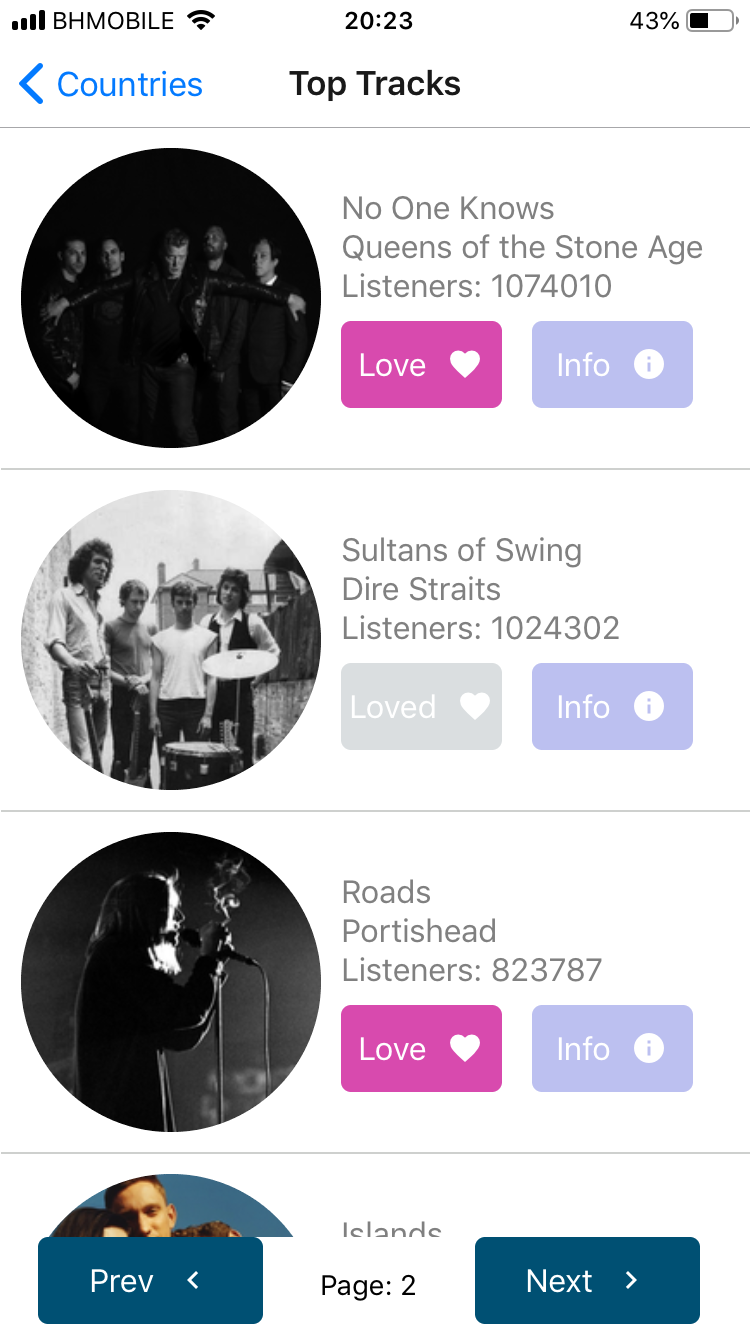 BHMOBILE 20:23 43%
Countries Top Tracks
No One Knows
Queens of the Stone Age
Listeners: 1074010
Love Info
Sultans of Swing
Dire Straits
Listeners: 1024302
Loved Info
Roads
Portishead
Listeners: 823787
Love Info
Islands
Prev Page: 2 Next